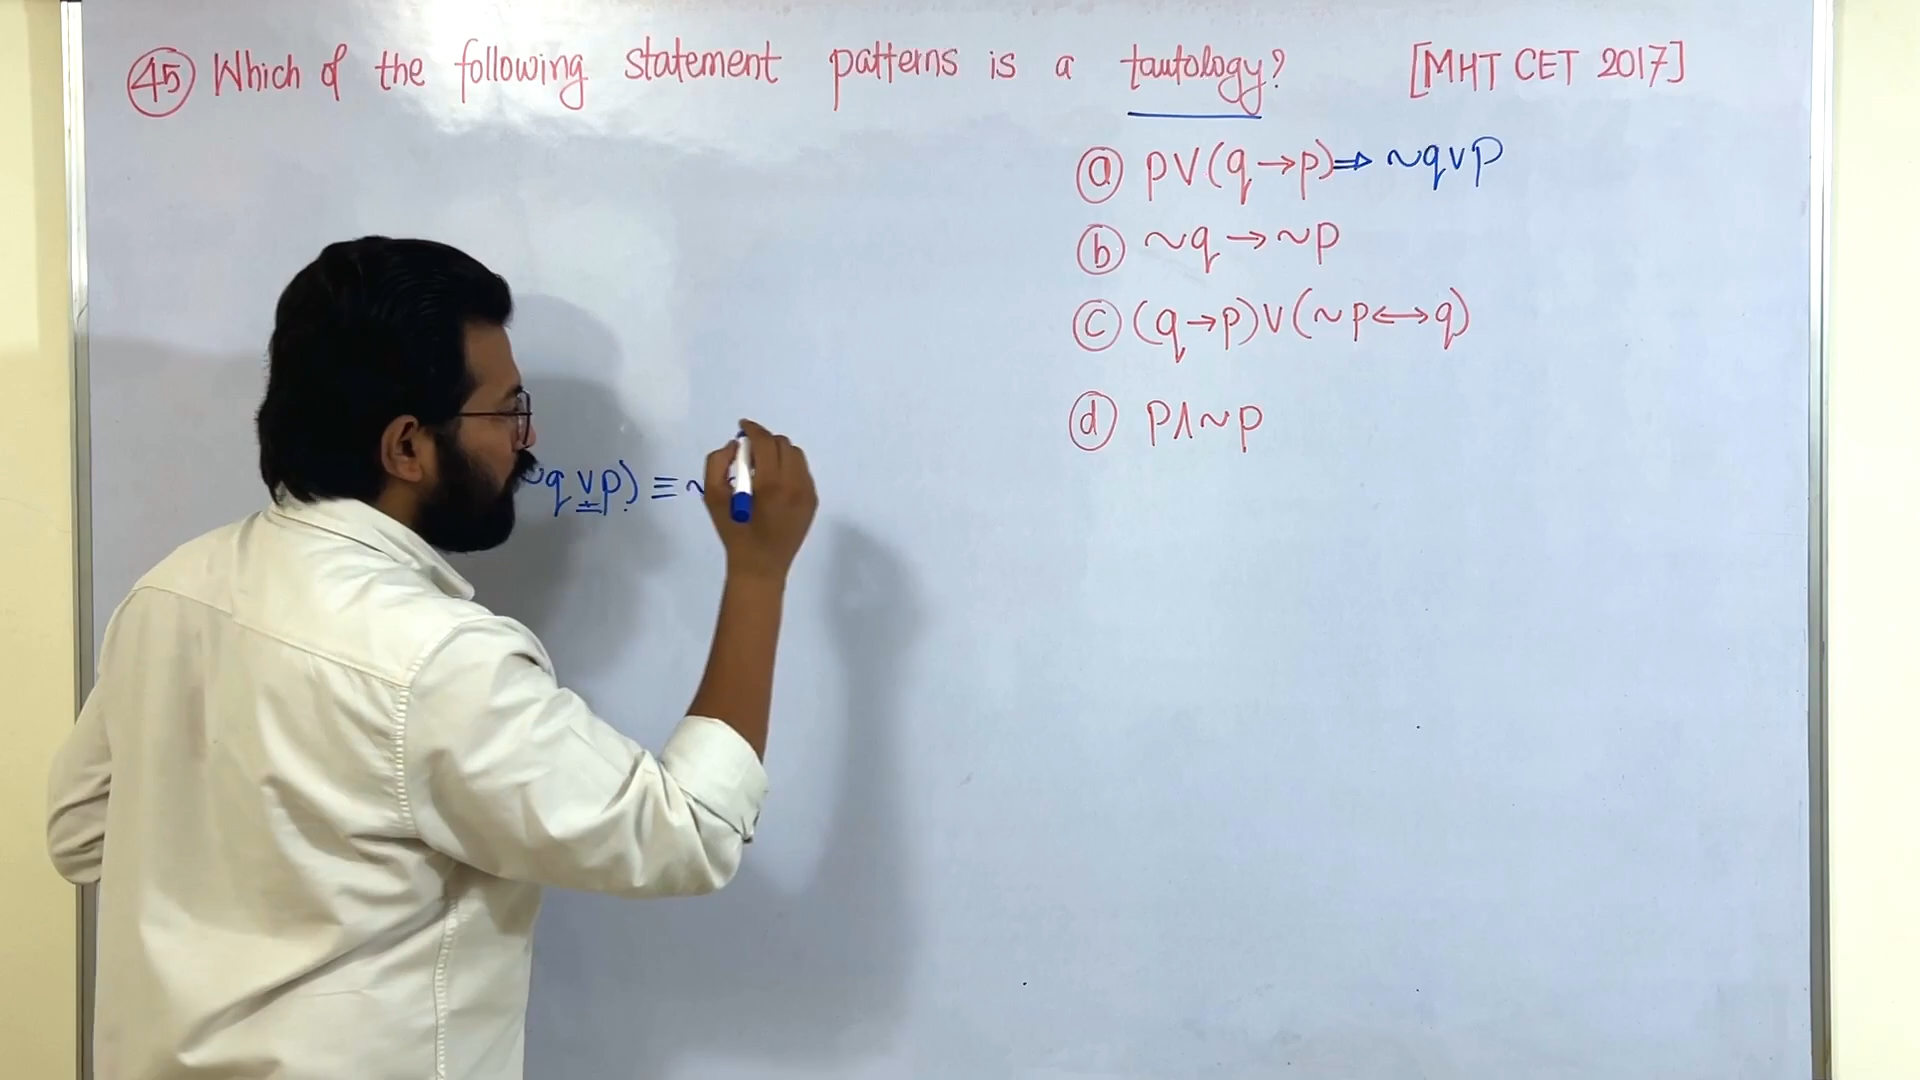 45 Which of the following statement patterns is a tautology? [MHT CET 2017]
a p∨(q→p)⇒ ~q∨p
b ~q→~p
c (q→p)∨(~p↔q)
d p∧~p
~q∨p) ≡ ~